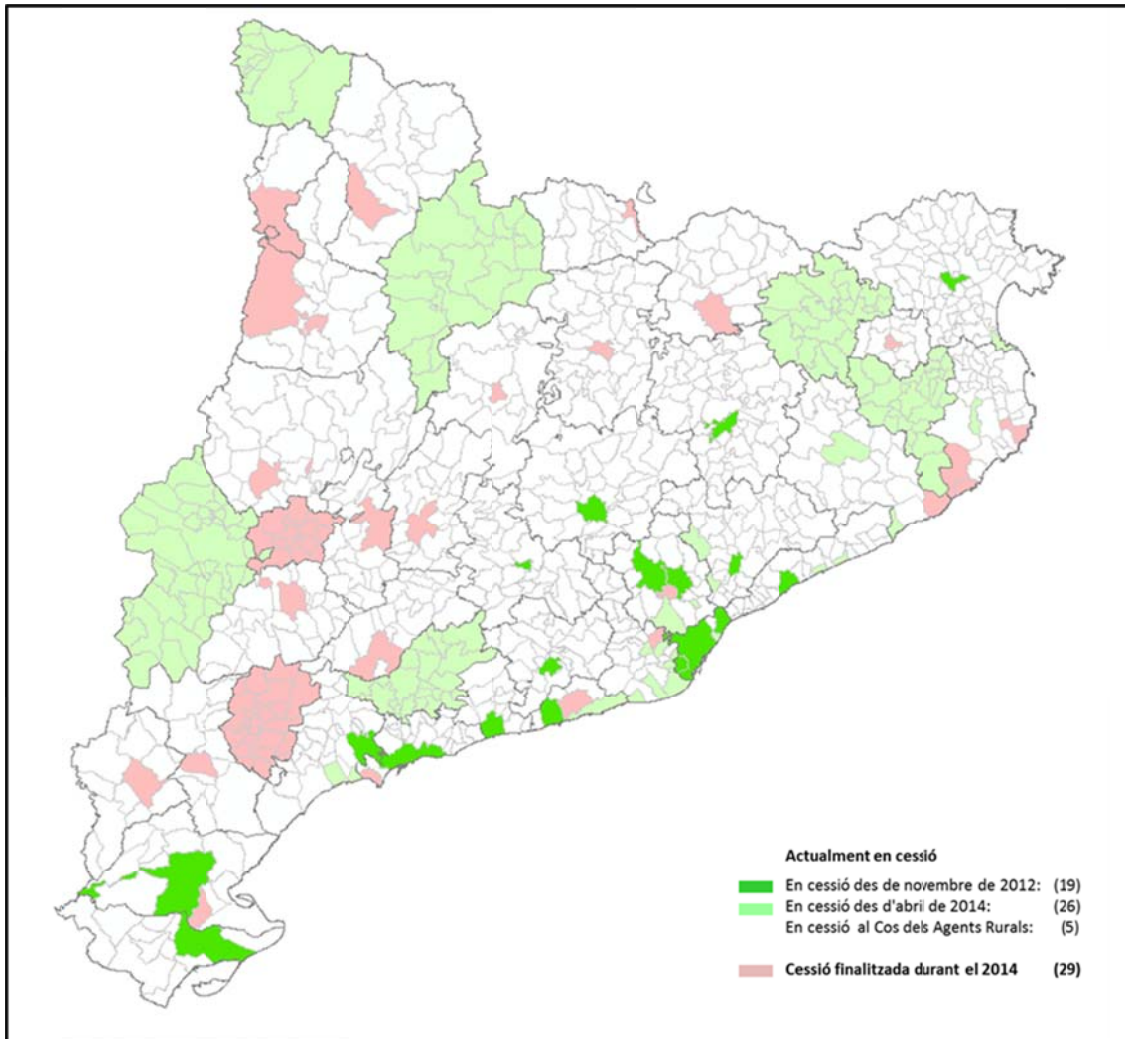 Actualment en cessió
En cessió des de novembre de 2012: (19)
En cessió des d'abril de 2014: (26)
En cessió al Cos dels Agents Rurals: (5)
Cessió finalitzada durant el 2014 (29)